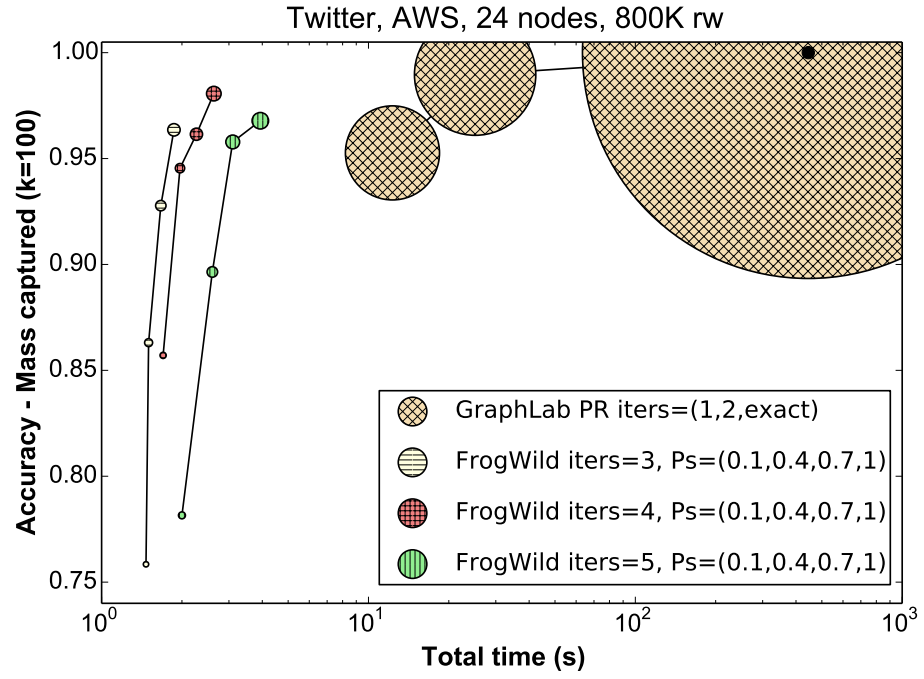 Twitter, AWS, 24 nodes, 800K rw
Accuracy - Mass captured (k=100)
1.00
0.95
0.90
0.85
0.80
0.75
GraphLab PR iters=(1,2,exact)
FrogWild iters=3, Ps=(0.1,0.4,0.7,1)
FrogWild iters=4, Ps=(0.1,0.4,0.7,1)
FrogWild iters=5, Ps=(0.1,0.4,0.7,1)
10⁰ 10¹ 10² 10³
Total time (s)